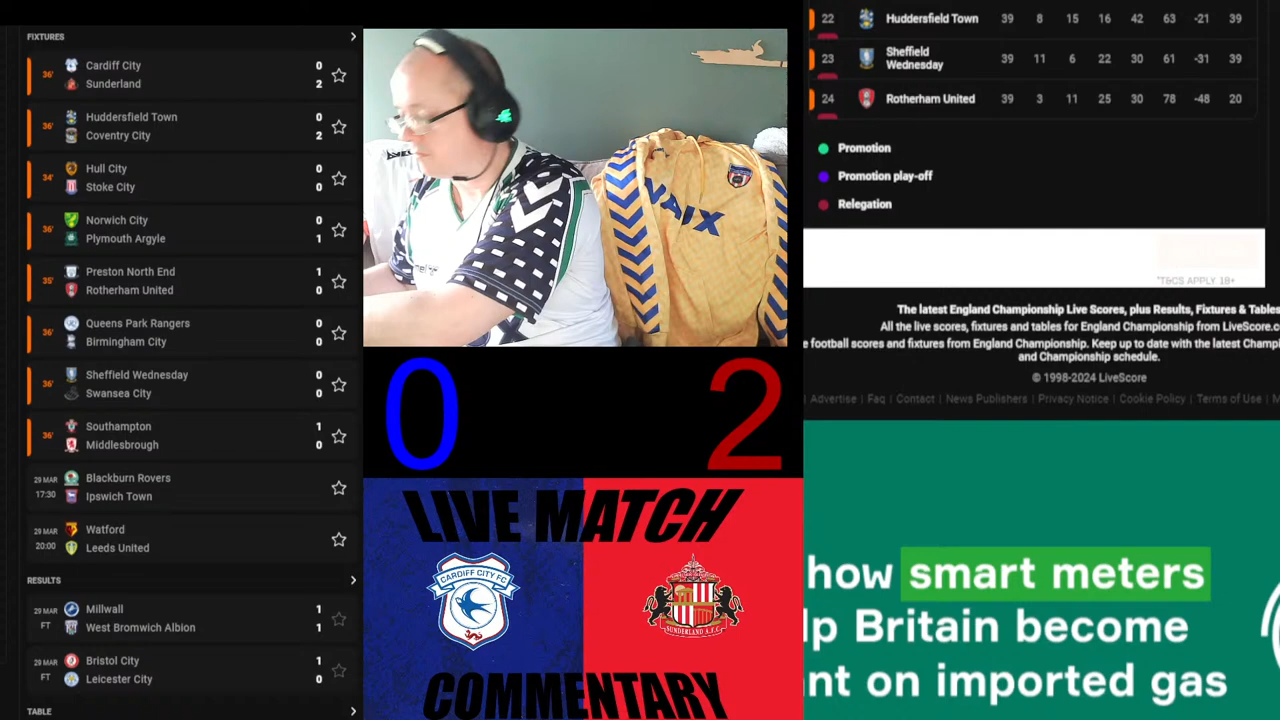 FIXTURES
36' Cardiff City 0
Sunderland 2
36' Huddersfield Town 0
Coventry City 2
34' Hull City 0
Stoke City 0
36' Norwich City 0
Plymouth Argyle 1
35' Preston North End 1
Rotherham United 0
36' Queens Park Rangers 0
Birmingham City 0
36' Sheffield Wednesday 0
Swansea City 0
36' Southampton 1
Middlesbrough 0
29 MAR Blackburn Rovers
17:30 Ipswich Town
29 MAR Watford
20:00 Leeds United
RESULTS
29 MAR Millwall 1
FT West Bromwich Albion 1
29 MAR Bristol City 1
FT Leicester City 0
TABLE
VAIX
0 2
LIVE MATCH
CARDIFF CITY FC
SUNDERLAND A.F.C
COMMENTARY
22 Huddersfield Town 39 8 15 16 42 63 -21 39
23 Sheffield Wednesday 39 11 6 22 30 61 -31 39
24 Rotherham United 39 3 11 25 30 78 -48 20
Promotion
Promotion play-off
Relegation
*T&CS APPLY 18+
The latest England Championship Live Scores, plus Results, Fixtures & Tables
All the live scores, fixtures and tables for England Championship from LiveScore.co
e football scores and fixtures from England Championship. Keep up to date with the latest Champi
and Championship schedule.
© 1998-2024 LiveScore
Advertise | Faq | Contact | News Publishers | Privacy Notice | Cookie Policy | Terms of Use | M
how smart meters
lp Britain become
nt on imported gas